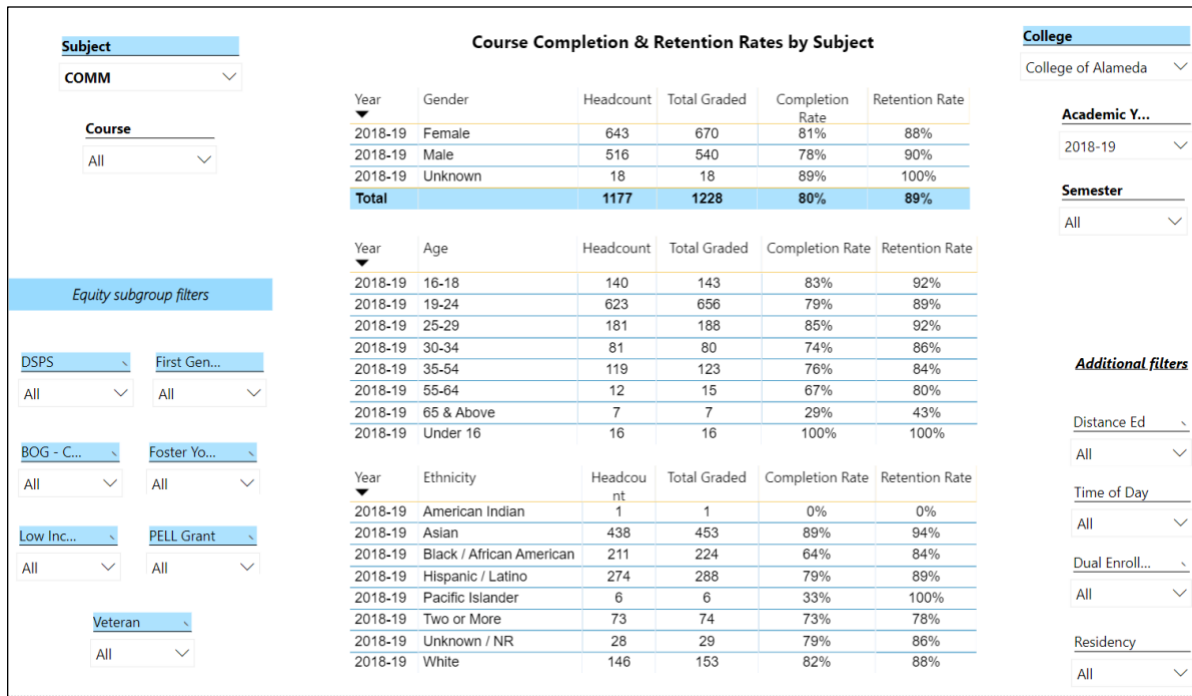 Course Completion & Retention Rates by Subject
Subject
COMM
Course
All
Equity subgroup filters
DSPS
All
First Gen...
All
BOG - C...
All
Foster Yo...
All
Low Inc...
All
PELL Grant
All
Veteran
All
Year Gender Headcount Total Graded Completion Rate Retention Rate
2018-19 Female 643 670 81% 88%
2018-19 Male 516 540 78% 90%
2018-19 Unknown 18 18 89% 100%
Total 1177 1228 80% 89%
Year Age Headcount Total Graded Completion Rate Retention Rate
2018-19 16-18 140 143 83% 92%
2018-19 19-24 623 656 79% 89%
2018-19 25-29 181 188 85% 92%
2018-19 30-34 81 80 74% 86%
2018-19 35-54 119 123 76% 84%
2018-19 55-64 12 15 67% 80%
2018-19 65 & Above 7 7 29% 43%
2018-19 Under 16 16 16 100% 100%
Year Ethnicity Headcou
nt Total Graded Completion Rate Retention Rate
2018-19 American Indian 1 1 0% 0%
2018-19 Asian 438 453 89% 94%
2018-19 Black / African American 211 224 64% 84%
2018-19 Hispanic / Latino 274 288 79% 89%
2018-19 Pacific Islander 6 6 33% 100%
2018-19 Two or More 73 74 73% 78%
2018-19 Unknown / NR 28 29 79% 86%
2018-19 White 146 153 82% 88%
College
College of Alameda
Academic Y...
2018-19
Semester
All
Additional filters
Distance Ed
All
Time of Day
All
Dual Enroll...
All
Residency
All